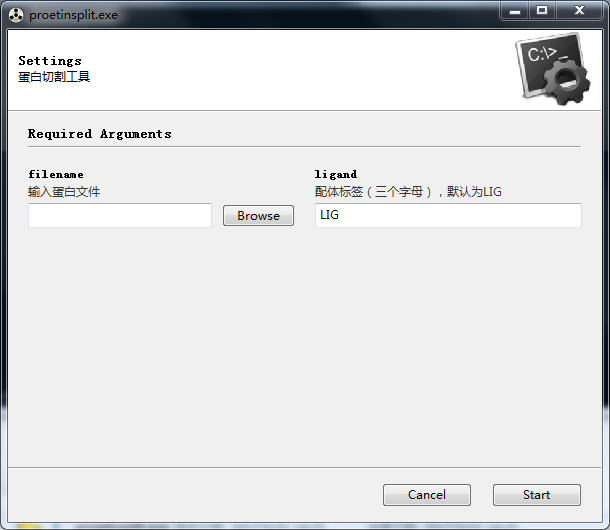 proetinsplit.exe
Settings
蛋白切割工具
C:\>_
Required Arguments
filename
输入蛋白文件
Browse
ligand
配体标签（三个字母），默认为LIG
LIG
Cancel
Start